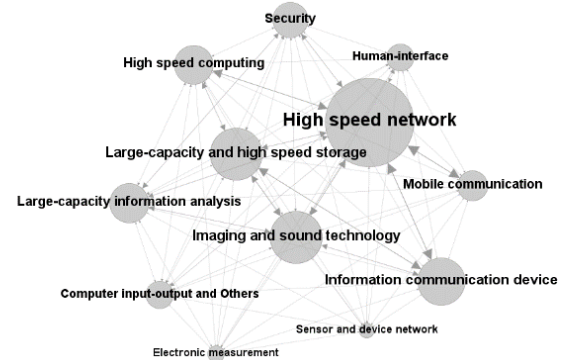 Security
Human-interface
High speed computing
High speed network
Large-capacity and high speed storage
Mobile communication
Large-capacity information analysis
Imaging and sound technology
Information communication device
Computer input-output and Others
Sensor and device network
Electronic measurement